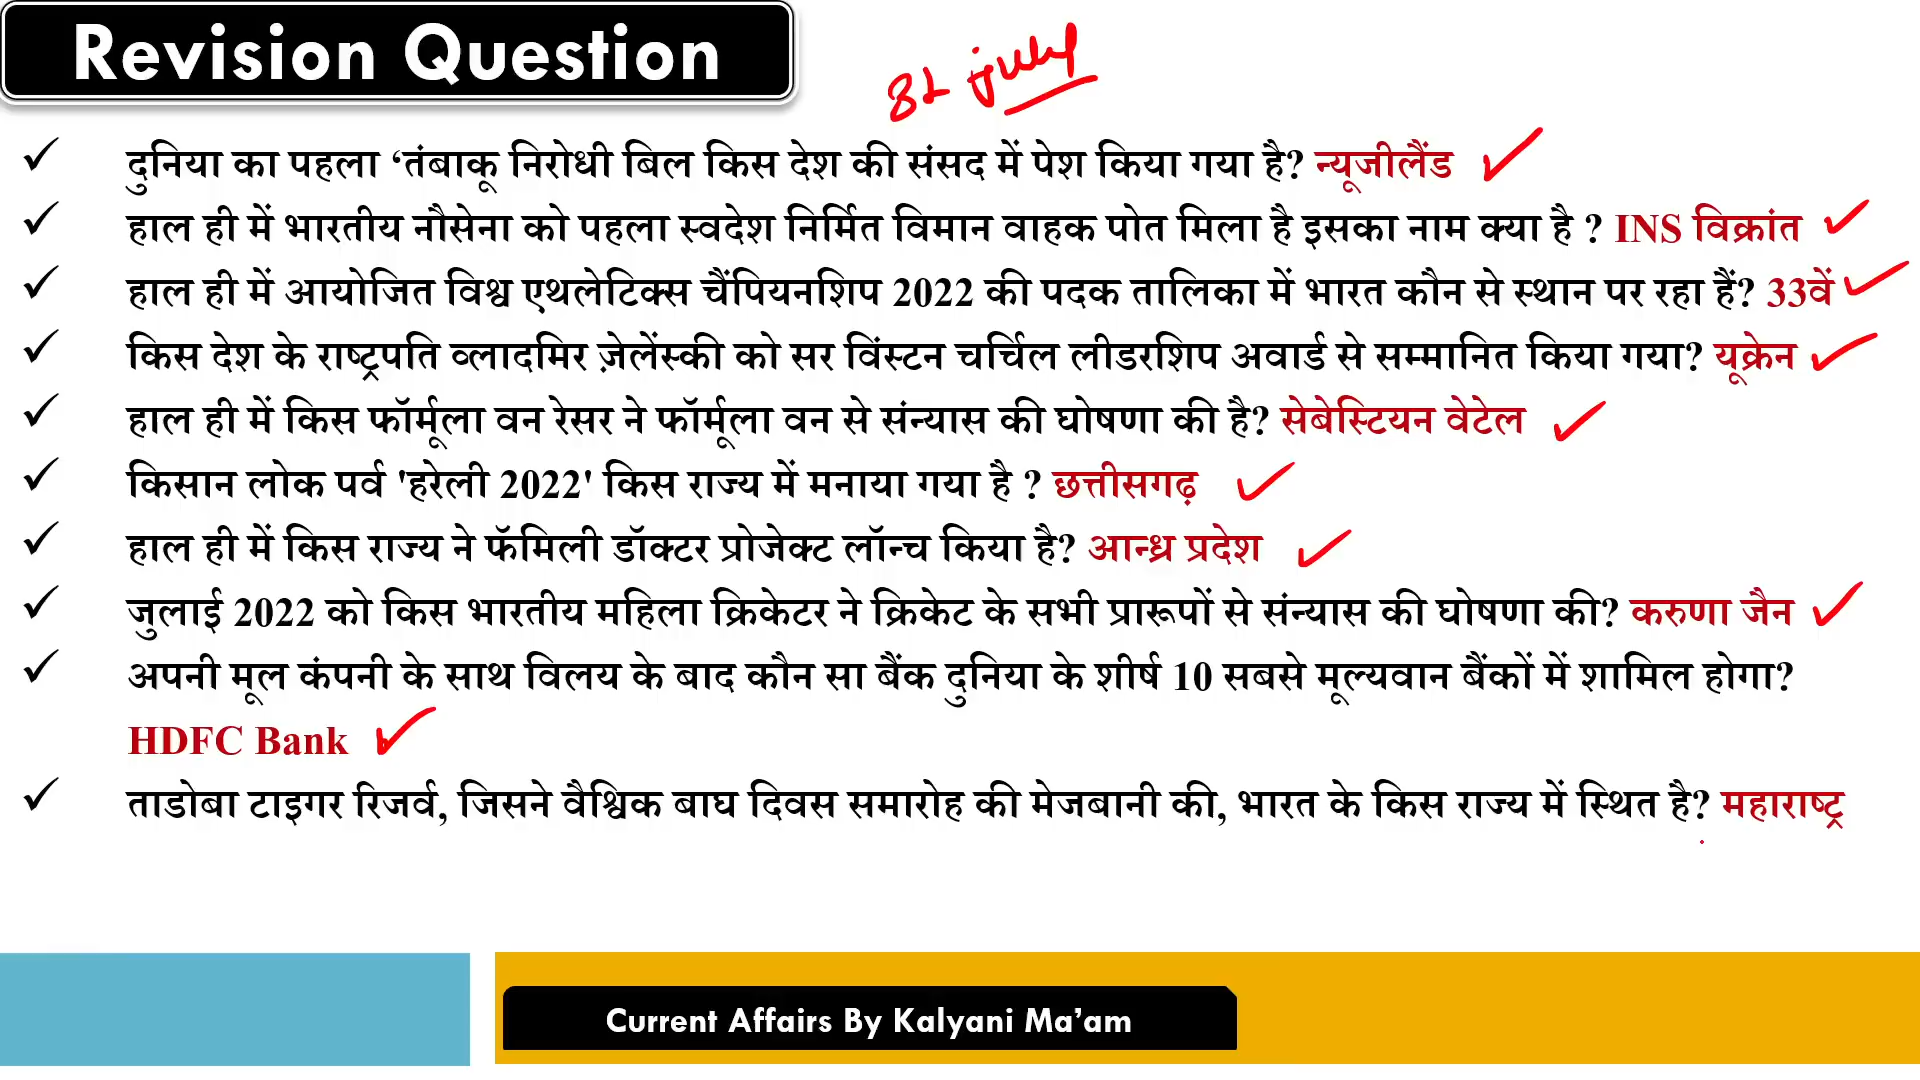 Revision Question
31 july
दुनिया का पहला ‘तंबाकू निरोधी बिल किस देश की संसद में पेश किया गया है? न्यूजीलैंड
हाल ही में भारतीय नौसेना को पहला स्वदेश निर्मित विमान वाहक पोत मिला है इसका नाम क्या है ? INS विक्रांत
हाल ही में आयोजित विश्व एथलेटिक्स चैंपियनशिप 2022 की पदक तालिका में भारत कौन से स्थान पर रहा हैं? 33वें
किस देश के राष्ट्रपति व्लादमिर ज़ेलेंस्की को सर विंस्टन चर्चिल लीडरशिप अवार्ड से सम्मानित किया गया? यूक्रेन
हाल ही में किस फॉर्मूला वन रेसर ने फॉर्मूला वन से संन्यास की घोषणा की है? सेबेस्टियन वेटेल
किसान लोक पर्व 'हरेली 2022' किस राज्य में मनाया गया है ? छत्तीसगढ़
हाल ही में किस राज्य ने फॅमिली डॉक्टर प्रोजेक्ट लॉन्च किया है? आन्ध्र प्रदेश
जुलाई 2022 को किस भारतीय महिला क्रिकेटर ने क्रिकेट के सभी प्रारूपों से संन्यास की घोषणा की? करुणा जैन
अपनी मूल कंपनी के साथ विलय के बाद कौन सा बैंक दुनिया के शीर्ष 10 सबसे मूल्यवान बैंकों में शामिल होगा?
HDFC Bank
ताडोबा टाइगर रिजर्व, जिसने वैश्विक बाघ दिवस समारोह की मेजबानी की, भारत के किस राज्य में स्थित है? महाराष्ट्र
Current Affairs By Kalyani Ma’am